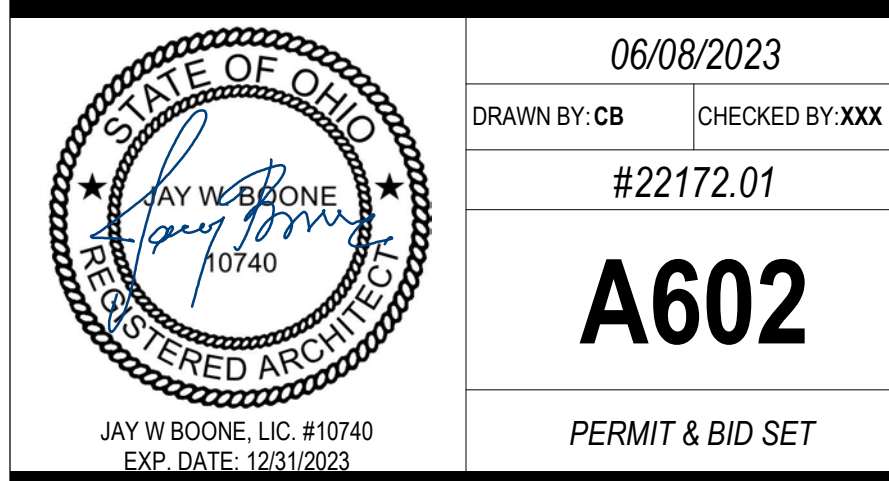 STATE OF OHIO
JAY W BOONE
10740
REGISTERED ARCHITECT
JAY W BOONE, LIC. #10740
EXP. DATE: 12/31/2023
06/08/2023
DRAWN BY: CB
CHECKED BY: XXX
#22172.01
A602
PERMIT & BID SET